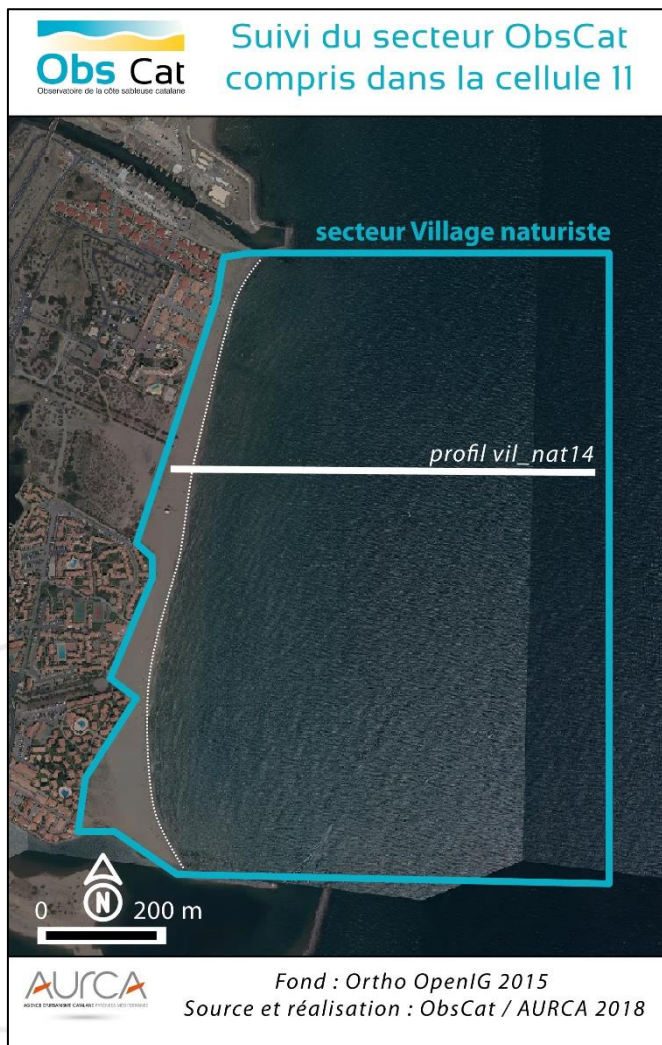 Suivi du secteur ObsCat
compris dans la cellule 11
Obs Cat
Observatoire de la côte sableuse catalane
secteur Village naturiste
profil vil_nat14
N
0 200 m
AURCA
AGENCE D'URBANISME CATALANE PYRÉNÉES MÉDITERRANÉE
Fond : Ortho OpenIG 2015
Source et réalisation : ObsCat / AURCA 2018